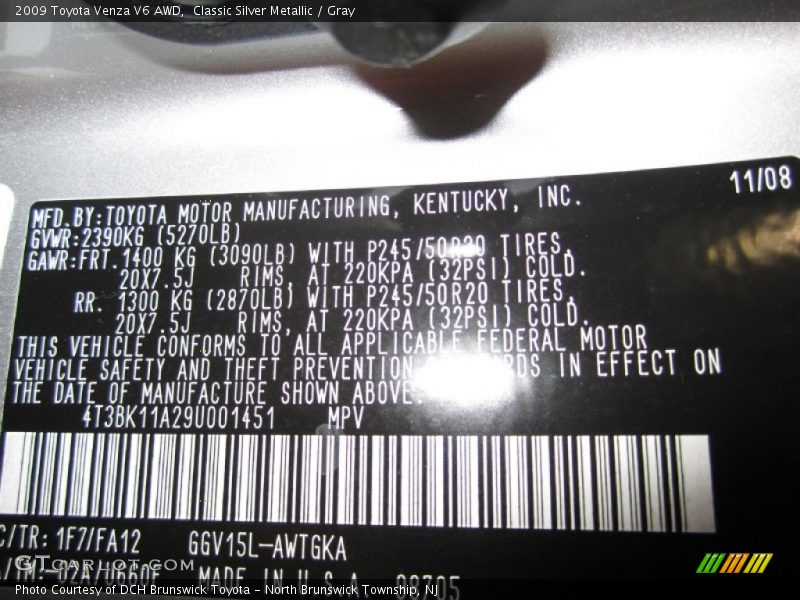 2009 Toyota Venza V6 AWD, Classic Silver Metallic / Gray
11/08
MFD. BY: TOYOTA MOTOR MANUFACTURING, KENTUCKY, INC.
GVWR: 2390KG (5270LB)
GAWR: FRT. 1400 KG (3090LB) WITH P245/50R20 TIRES,
20X7.5J RIMS, AT 220KPA (32PSI) COLD.
RR. 1300 KG (2870LB) WITH P245/50R20 TIRES,
20X7.5J RIMS, AT 220KPA (32PSI) COLD.
THIS VEHICLE CONFORMS TO ALL APPLICABLE FEDERAL MOTOR
VEHICLE SAFETY AND THEFT PREVENTION IN EFFECT ON
THE DATE OF MANUFACTURE SHOWN ABOVE.
4T3BK11A29U001451 MPV
C/TR: 1F7/FA12 GGV15L-AWTGKA
MADE IN U.S.A. 08705
GTcarlot.com
Photo Courtesy of DCH Brunswick Toyota - North Brunswick Township, NJ